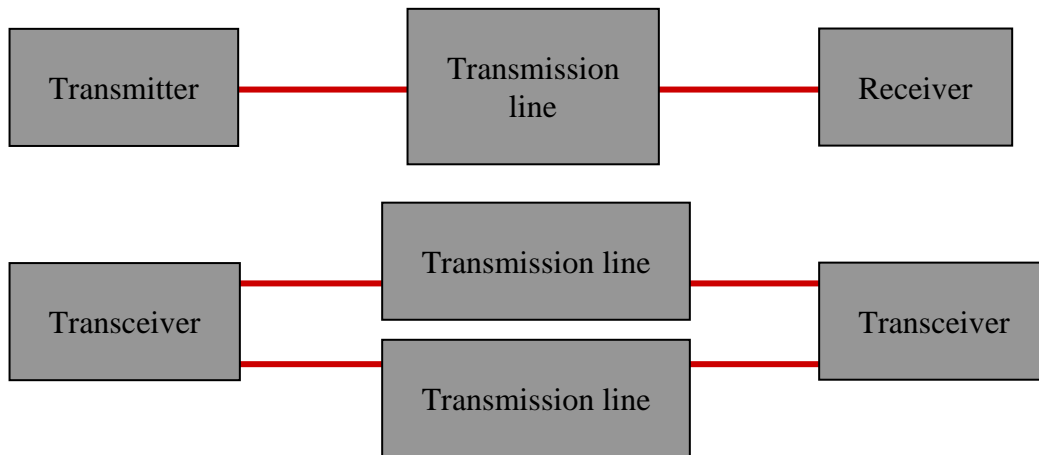 Transmitter
Transmission
line
Receiver
Transceiver
Transmission line
Transmission line
Transceiver